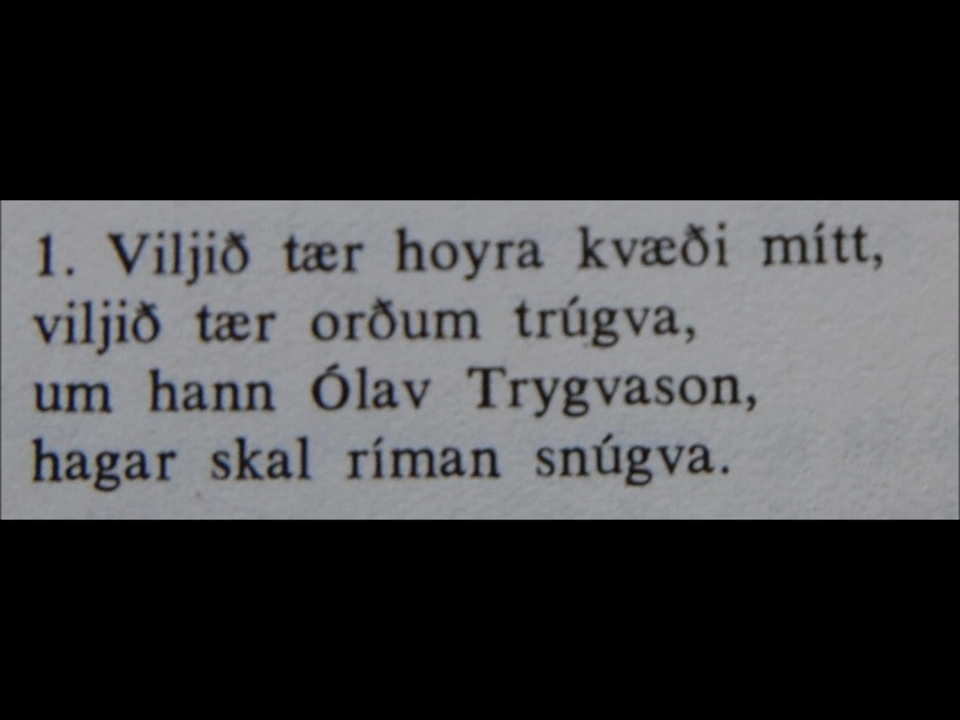 1. Viljið tær hoyra kvæði mítt,
viljið tær orðum trúgva,
um hann Ólav Trygvason,
hagar skal ríman snúgva.